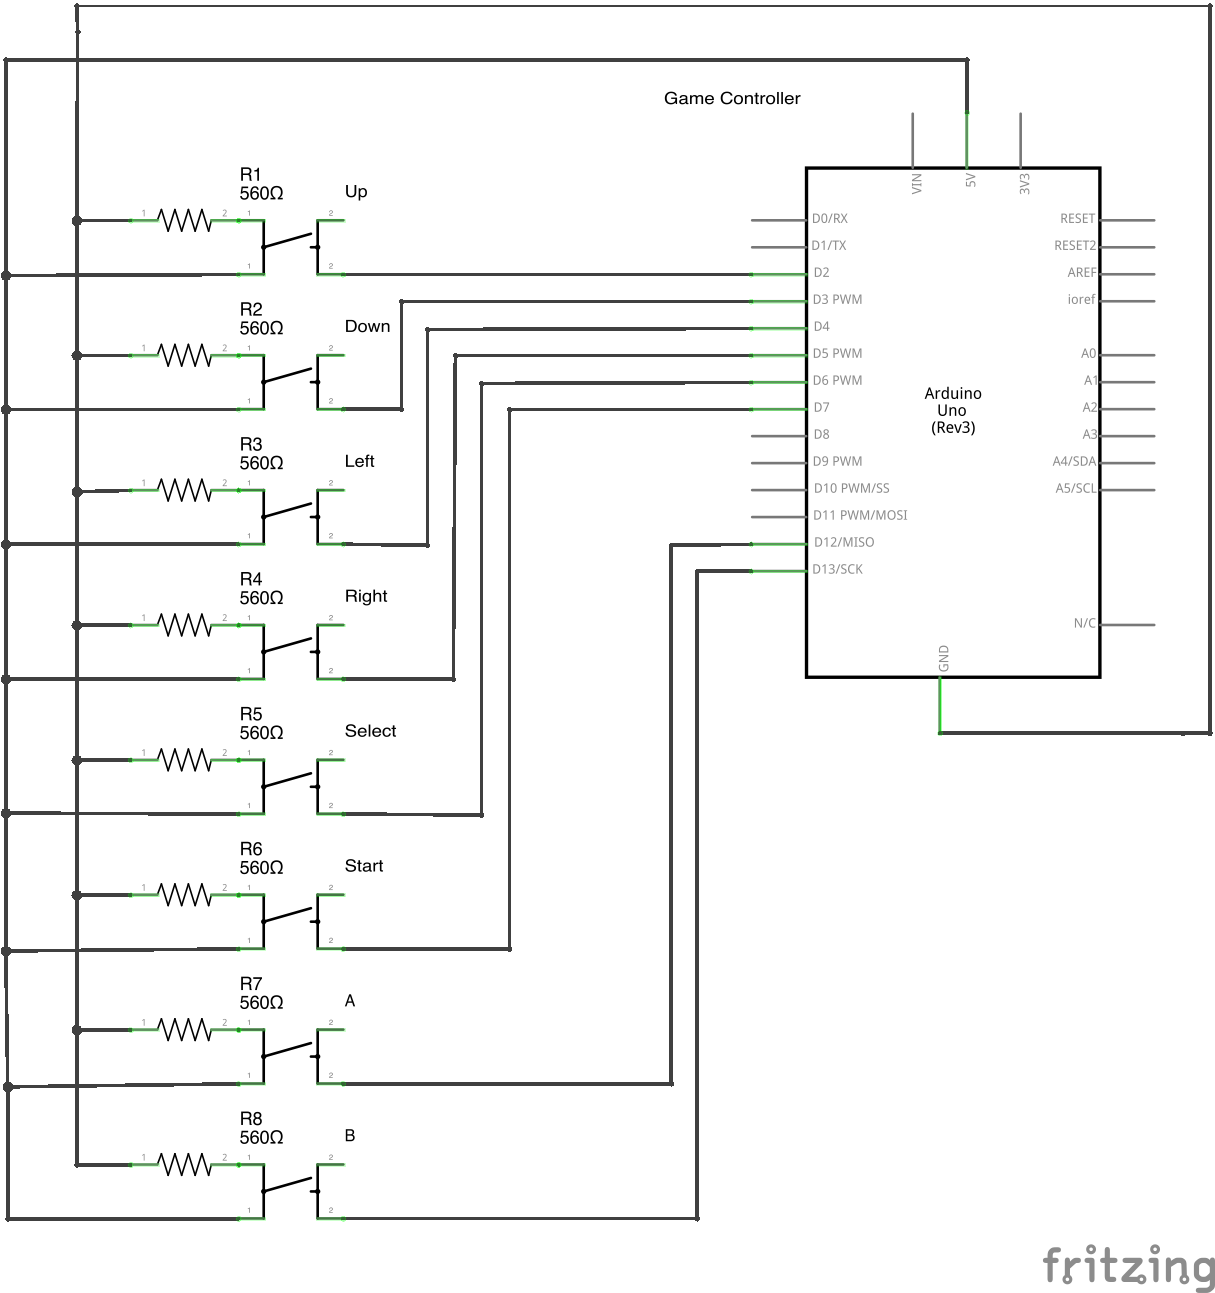 Game Controller
VIN
5V
3V3
R1
560Ω
Up
1
2
1
2
1
2
R2
560Ω
Down
1
2
1
2
1
2
R3
560Ω
Left
1
2
1
2
1
2
R4
560Ω
Right
1
2
1
2
1
2
R5
560Ω
Select
1
2
1
2
1
2
R6
560Ω
Start
1
2
1
2
1
2
R7
560Ω
A
1
2
1
2
1
2
R8
560Ω
B
1
2
1
2
1
2
D0/RX
D1/TX
D2
D3 PWM
D4
D5 PWM
D6 PWM
D7
D8
D9 PWM
D10 PWM/SS
D11 PWM/MOSI
D12/MISO
D13/SCK
Arduino
Uno
(Rev3)
RESET
RESET2
AREF
ioref
A0
A1
A2
A3
A4/SDA
A5/SCL
N/C
GND
fritzing